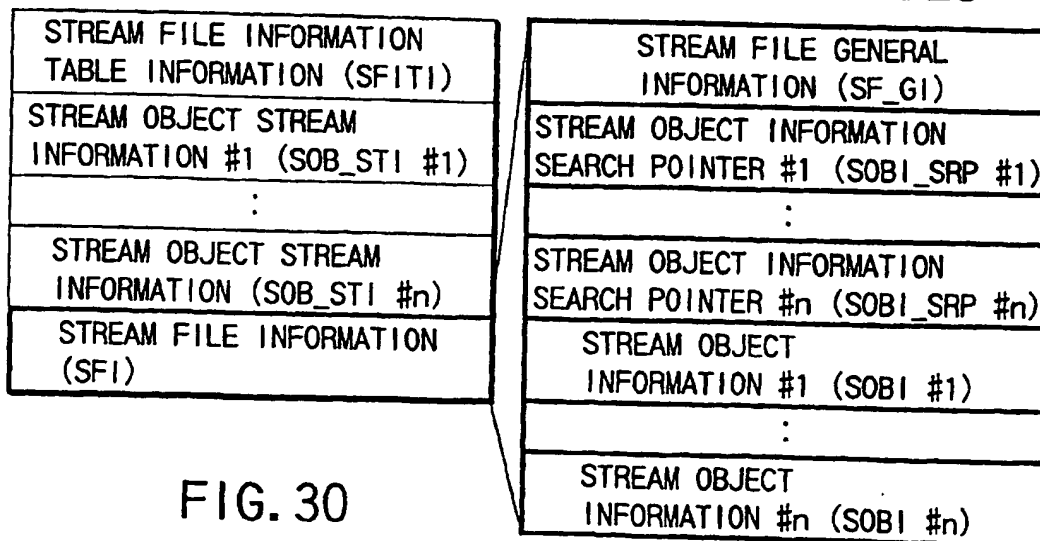 STREAM FILE INFORMATION
TABLE INFORMATION (SFITI)
STREAM OBJECT STREAM
INFORMATION #1 (SOB_STI #1)
:
STREAM OBJECT STREAM
INFORMATION (SOB_STI #n)
STREAM FILE INFORMATION
(SFI)
STREAM FILE GENERAL
INFORMATION (SF_GI)
STREAM OBJECT INFORMATION
SEARCH POINTER #1 (SOBI_SRP #1)
:
STREAM OBJECT INFORMATION
SEARCH POINTER #n (SOBI_SRP #n)
STREAM OBJECT
INFORMATION #1 (SOBI #1)
:
STREAM OBJECT
INFORMATION #n (SOBI #n)
FIG. 30